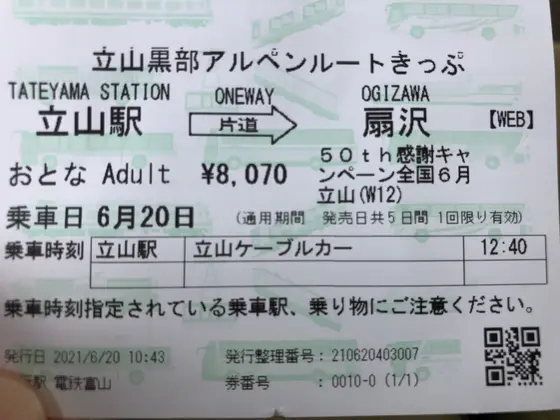 立山黒部アルペンルートきっぷ
TATEYAMA STATION ONEWAY OGIZAWA
立山駅 片道 扇沢 【WEB】
おとな Adult ¥8,070 50th感謝キャ
ンペーン全国6月
立山(W12)
乗車日 6月20日 (通用期間 発売日共5日間 1回限り有効)
乗車時刻 立山駅 立山ケーブルカー 12:40
乗車時刻指定されている乗車駅、乗り物にご注意ください。
発行日 2021/6/20 10:43 発行整理番号: 210620403007
駅 電鉄富山 券番号 : 0010-0 (1/1)